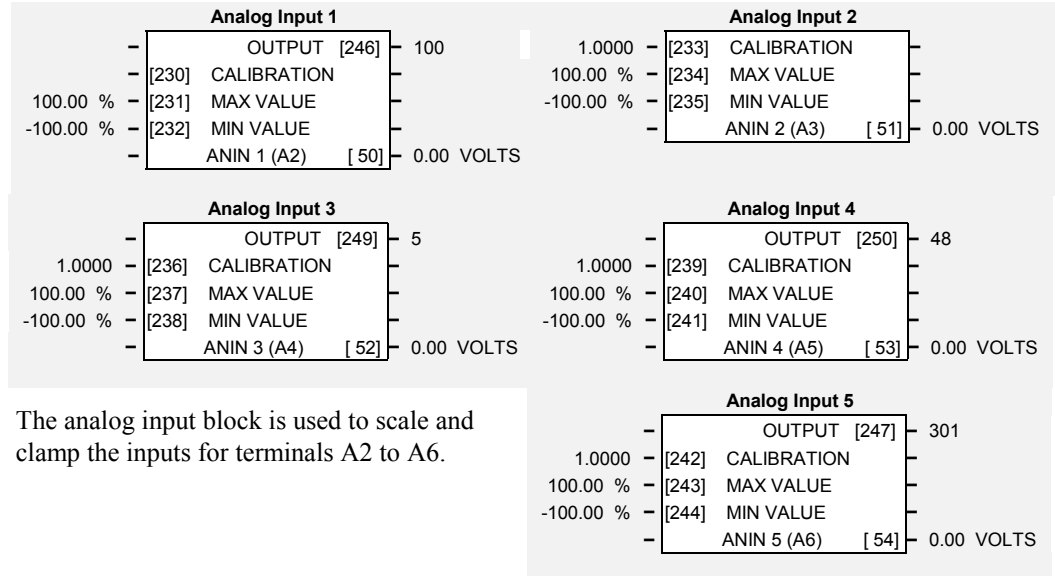 Analog Input 1
OUTPUT [246] – 100
[230] CALIBRATION
100.00 % – [231] MAX VALUE
-100.00 % – [232] MIN VALUE
ANIN 1 (A2) [ 50] – 0.00 VOLTS
Analog Input 2
1.0000 – [233] CALIBRATION
100.00 % – [234] MAX VALUE
-100.00 % – [235] MIN VALUE
ANIN 2 (A3) [ 51] – 0.00 VOLTS
Analog Input 3
OUTPUT [249] – 5
1.0000 – [236] CALIBRATION
100.00 % – [237] MAX VALUE
-100.00 % – [238] MIN VALUE
ANIN 3 (A4) [ 52] – 0.00 VOLTS
Analog Input 4
OUTPUT [250] – 48
1.0000 – [239] CALIBRATION
100.00 % – [240] MAX VALUE
-100.00 % – [241] MIN VALUE
ANIN 4 (A5) [ 53] – 0.00 VOLTS
The analog input block is used to scale and
clamp the inputs for terminals A2 to A6.
Analog Input 5
OUTPUT [247] – 301
1.0000 – [242] CALIBRATION
100.00 % – [243] MAX VALUE
-100.00 % – [244] MIN VALUE
ANIN 5 (A6) [ 54] – 0.00 VOLTS